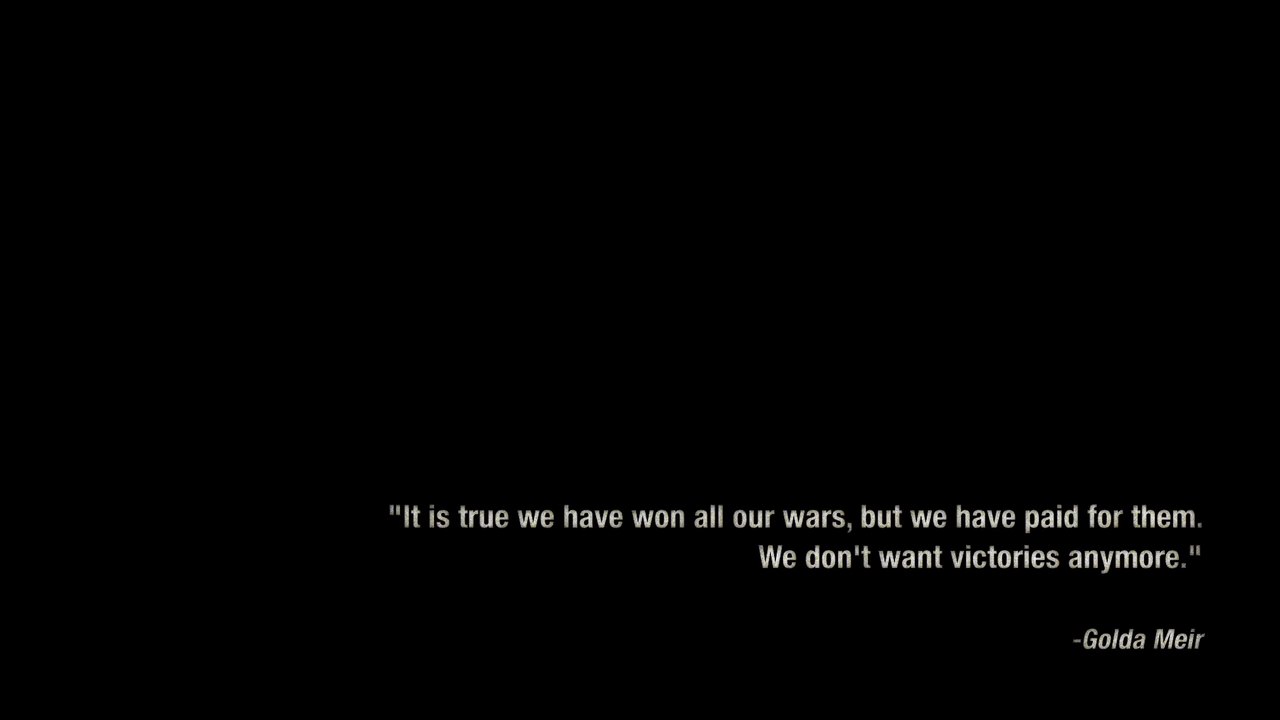 "It is true we have won all our wars, but we have paid for them.
We don't want victories anymore."
-Golda Meir